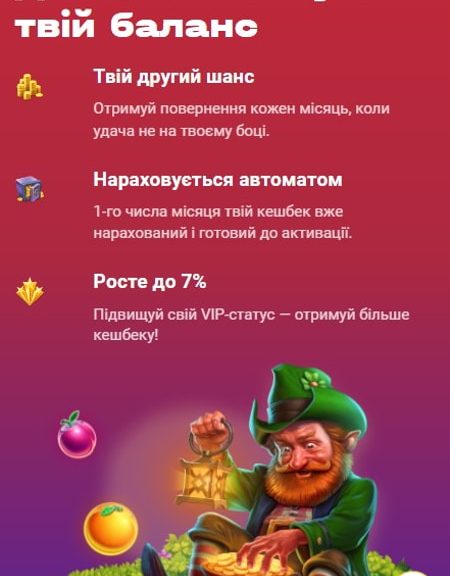 твій баланс
Твій другий шанс
Отримуй повернення кожен місяць, коли
удача не на твоєму боці.
Нараховується автоматом
1-го числа місяця твій кешбек вже
нарахований і готовий до активації.
Росте до 7%
Підвищуй свій VIP-статус — отримуй більше
кешбеку!